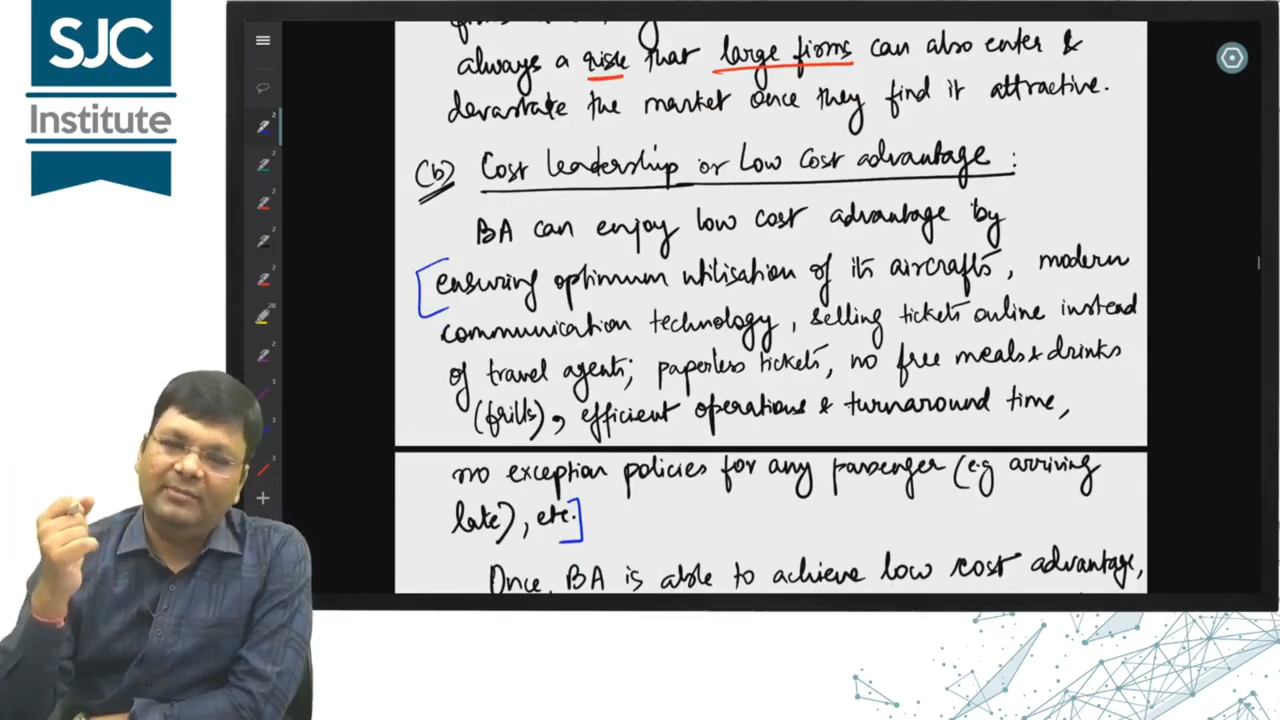 SJC
Institute
always a risk that large firms can also enter &
devastate the market once they find it attractive.
(b) Cost leadership or Low Cost advantage :
BA can enjoy low cost advantage by
ensuring optimum utilisation of its aircrafts, modern
communication technology, selling tickets online instead
of travel agents; paperless tickets, no free meals & drinks
(frills), efficient operations & turnaround time,
no exception policies for any passenger (e.g arriving
late), etc.
Once BA is able to achieve low cost advantage,